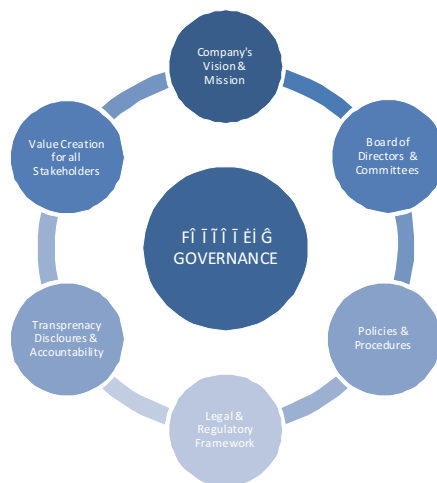 Company's
Vision &
Mission
Board of
Directors &
Committees
Policies &
Procedures
Legal &
Regulatory
Framework
Transprenacy
Discloures &
Accountability
Value Creation
for all
Stakeholders
GOVERNANCE